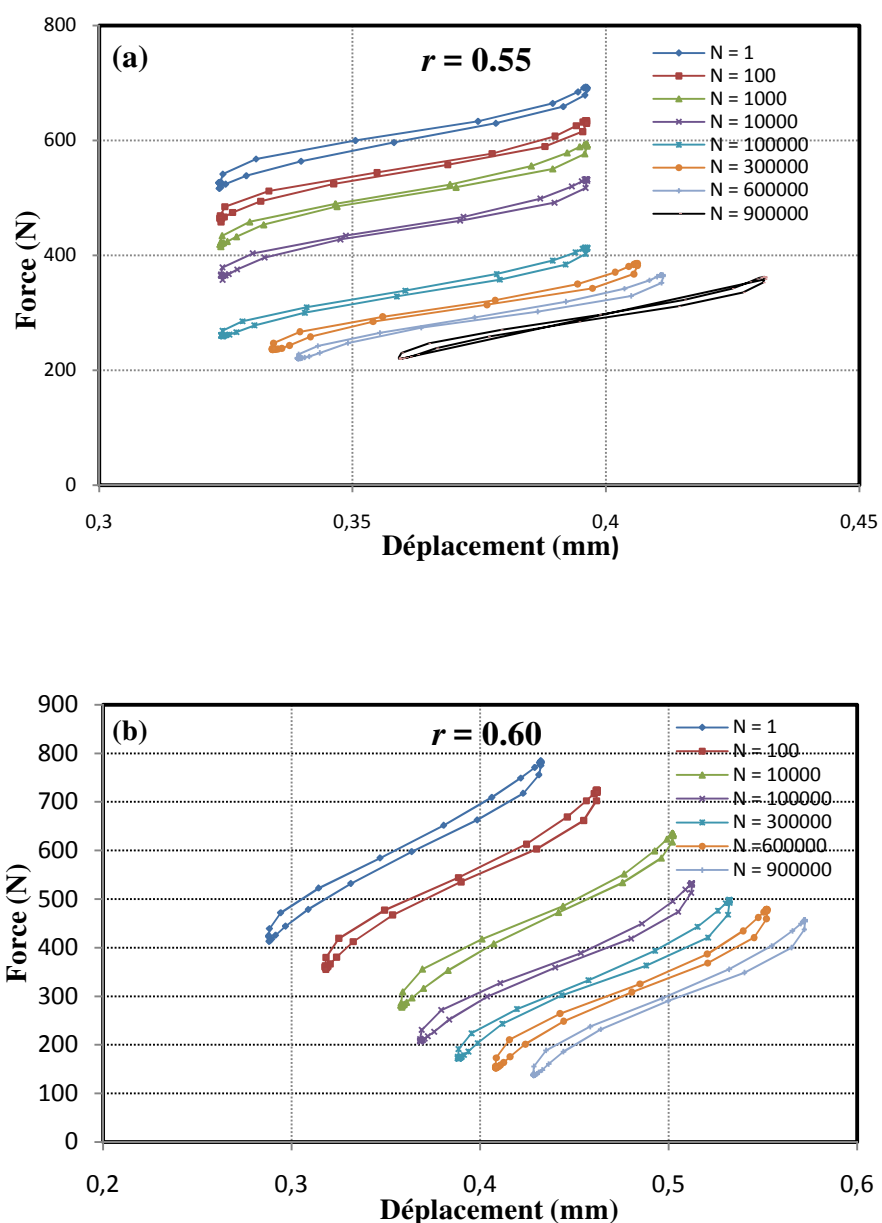 800
(a)
r = 0.55
N = 1
N = 100
N = 1000
N = 10000
N = 100000
N = 300000
N = 600000
N = 900000
600
400
200
0
Force (N)
0,3
0,35
0,4
0,45
Déplacement (mm)
900
(b)
r = 0.60
N = 1
N = 100
N = 10000
N = 100000
N = 300000
N =600000
N = 900000
800
700
600
500
400
300
200
100
0
Force (N)
0,2
0,3
0,4
0,5
0,6
Déplacement (mm)